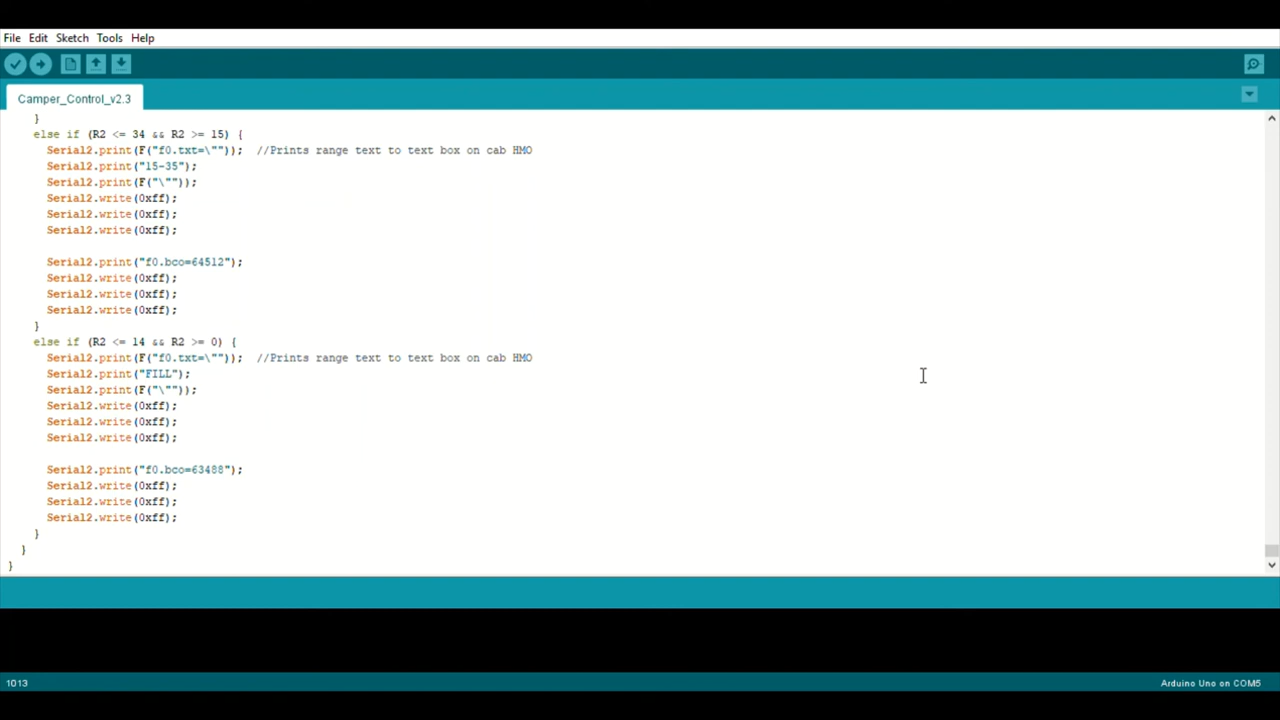 File Edit Sketch Tools Help
Camper_Control_v2.3
}
else if (R2 <= 34 && R2 >= 15) {
Serial2.print(F("f0.txt=\"")); //Prints range text to text box on cab HMO
Serial2.print("15-35");
Serial2.print(F("\""));
Serial2.write(0xff);
Serial2.write(0xff);
Serial2.write(0xff);
Serial2.print("f0.bco=64512");
Serial2.write(0xff);
Serial2.write(0xff);
Serial2.write(0xff);
}
else if (R2 <= 14 && R2 >= 0) {
Serial2.print(F("f0.txt=\"")); //Prints range text to text box on cab HMO
Serial2.print("FILL");
Serial2.print(F("\""));
Serial2.write(0xff);
Serial2.write(0xff);
Serial2.write(0xff);
Serial2.print("f0.bco=63488");
Serial2.write(0xff);
Serial2.write(0xff);
Serial2.write(0xff);
}
}
}
1013 Arduino Uno on COM5